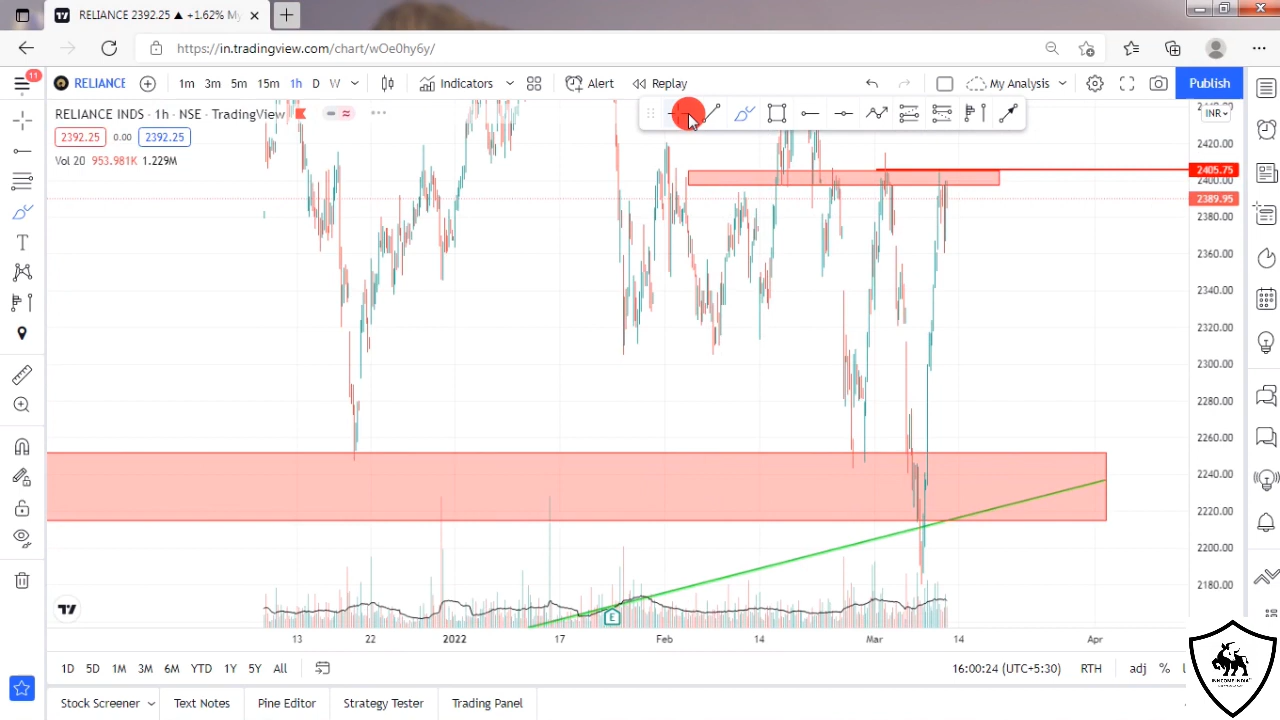 RELIANCE 2392.25 ▲ +1.62% My
https://in.tradingview.com/chart/wOe0hy6y/
11
RELIANCE 1m 3m 5m 15m 1h D W Indicators Alert Replay My Analysis Publish
RELIANCE INDS · 1h · NSE · TradingView
INR
2392.25 0.00 2392.25
Vol 20 953.981K 1.229M
2420.00
2405.75
2400.00
2389.95
2380.00
2360.00
2340.00
2320.00
2300.00
2280.00
2260.00
2240.00
2220.00
2200.00
2180.00
E
13 22 2022 17 Feb 14 Mar 14 Apr
1D 5D 1M 3M 6M YTD 1Y 5Y All 16:00:24 (UTC+5:30) RTH adj %
Stock Screener Text Notes Pine Editor Strategy Tester Trading Panel